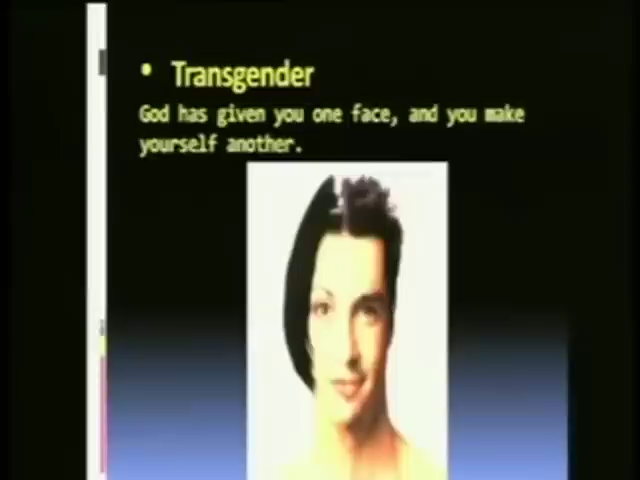 • Transgender
God has given you one face, and you make
yourself another.